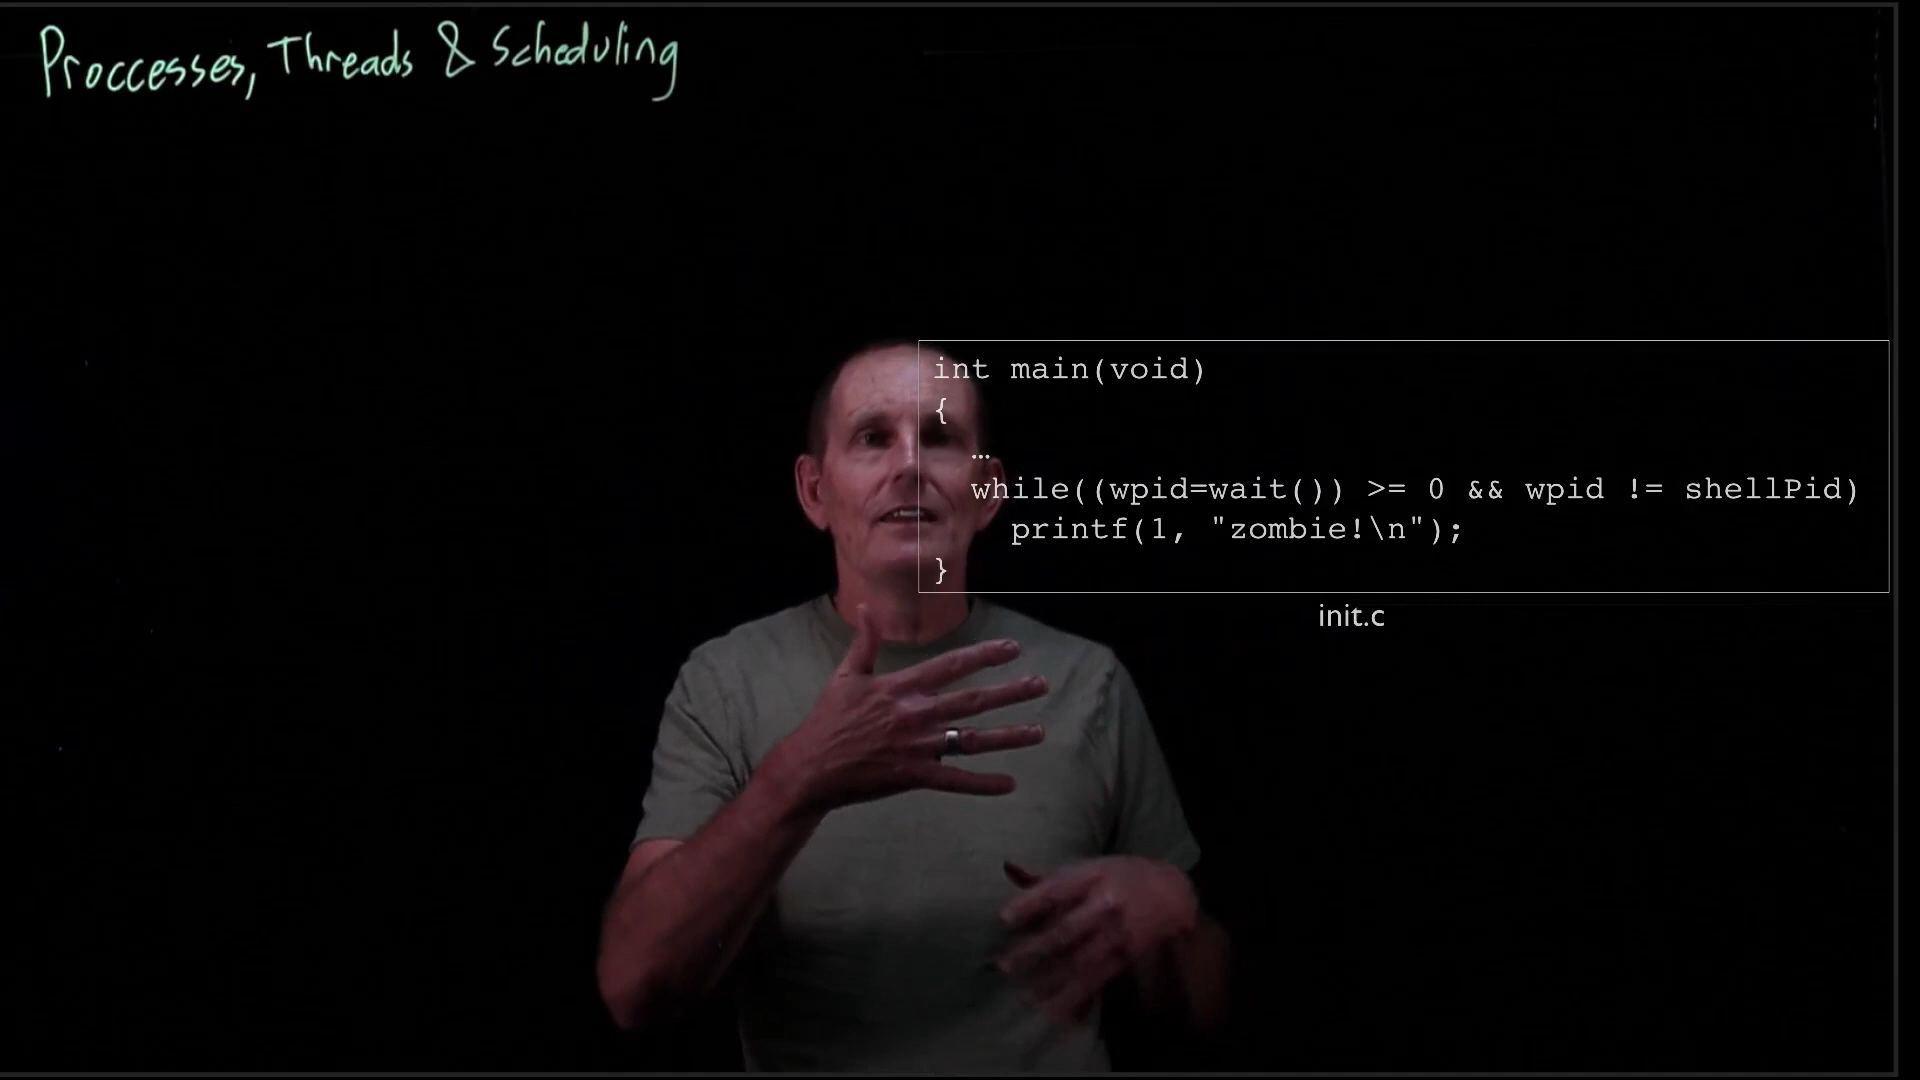 Proccesses, Threads & Scheduling
int main(void)
{
…
while((wpid=wait()) >= 0 && wpid != shellPid)
printf(1, "zombie!\n");
}
init.c